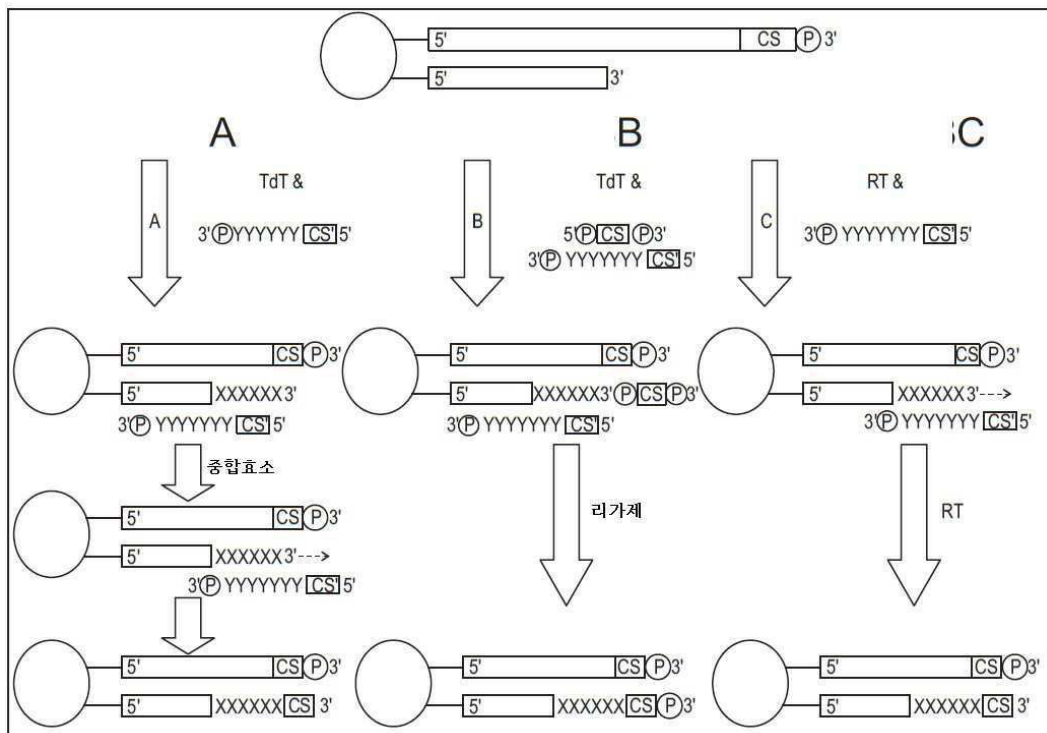 5' CS P 3'
5' 3'
A B C
TdT & TdT & RT &
A B C
3' P YYYYYY CS' 5'
5' P CS P 3'
3' P YYYYYYY CS' 5'
3' P YYYYYYY CS' 5'
5' CS P 3' 5' CS P 3' 5' CS P 3'
5' XXXXXX 3' 5' XXXXXX 3' P CS P 3' 5' XXXXXX 3'
3' P YYYYYYY CS' 5' 3' P YYYYYYY CS' 5' 3' P YYYYYYY CS' 5'
중합효소
리가제
RT
5' CS P 3'
5' XXXXXX 3'
3' P YYYYYYY CS' 5'
5' CS P 3' 5' CS P 3' 5' CS P 3'
5' XXXXXX CS 3' 5' XXXXXX CS P 3' 5' XXXXXX CS 3'